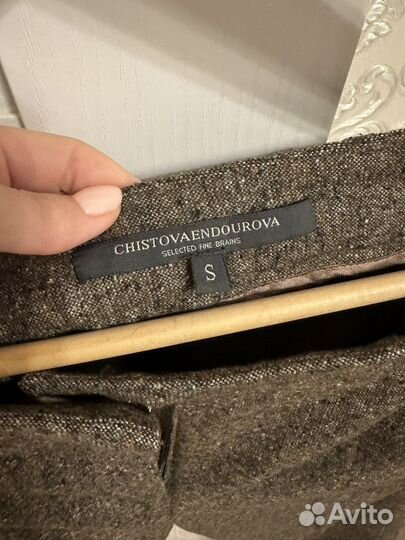 CHISTOVAENDOUROVA
SELECTED FINE BRAINS
S
Avito